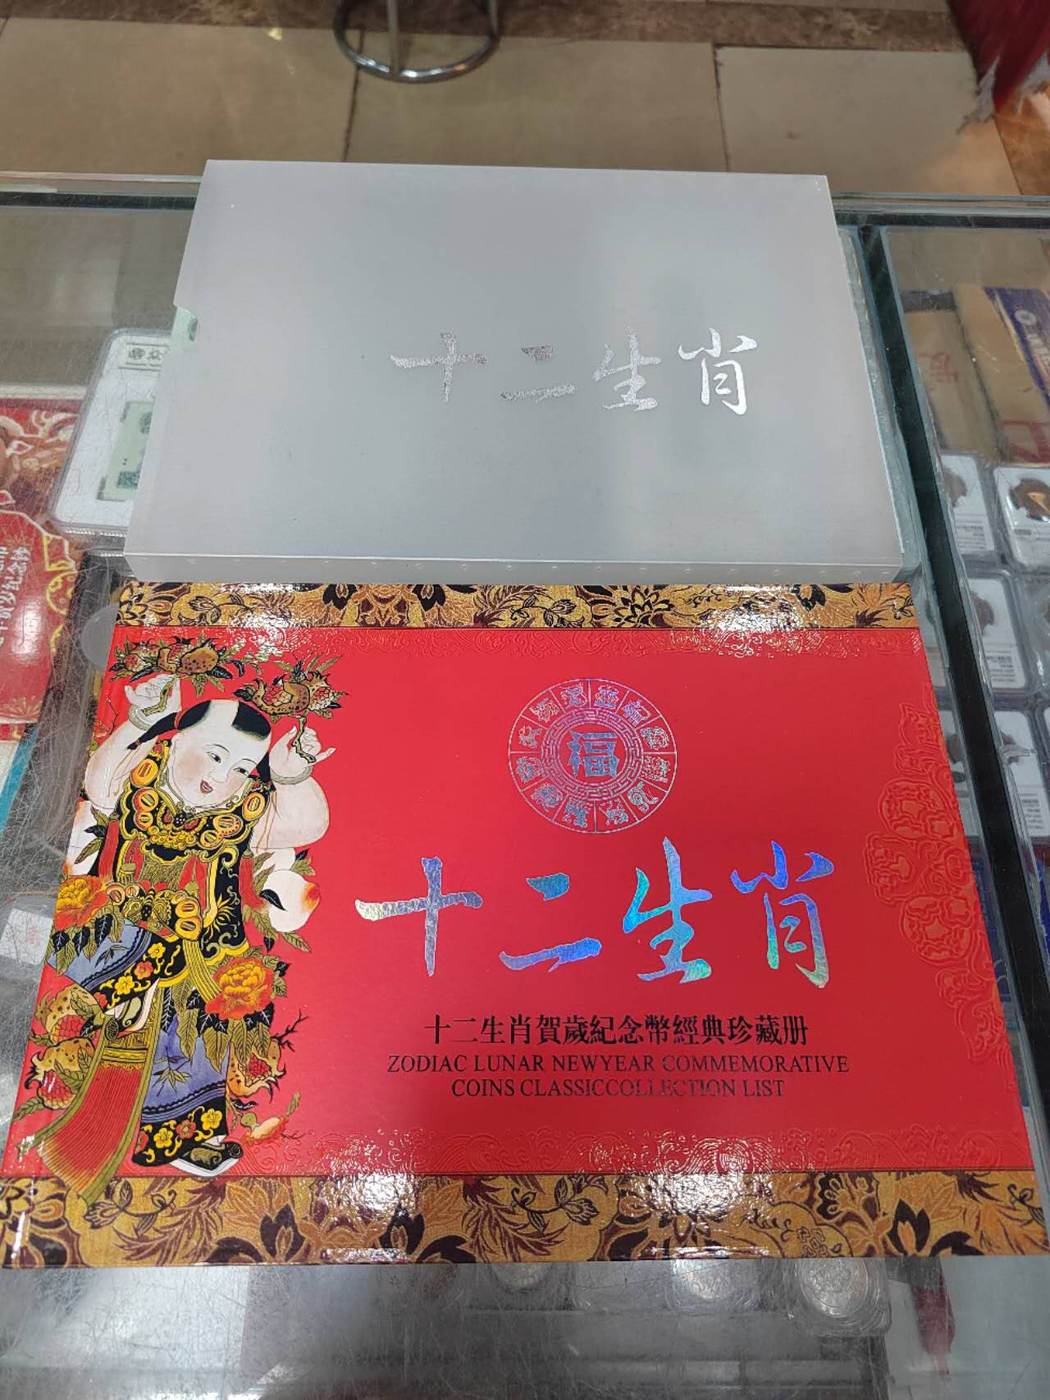 十二生肖
福
十二生肖
十二生肖賀歲紀念幣經典珍藏册
ZODIAC LUNAR NEWYEAR COMMEMORATIVE
COINS CLASSICCOLLECTION LIST